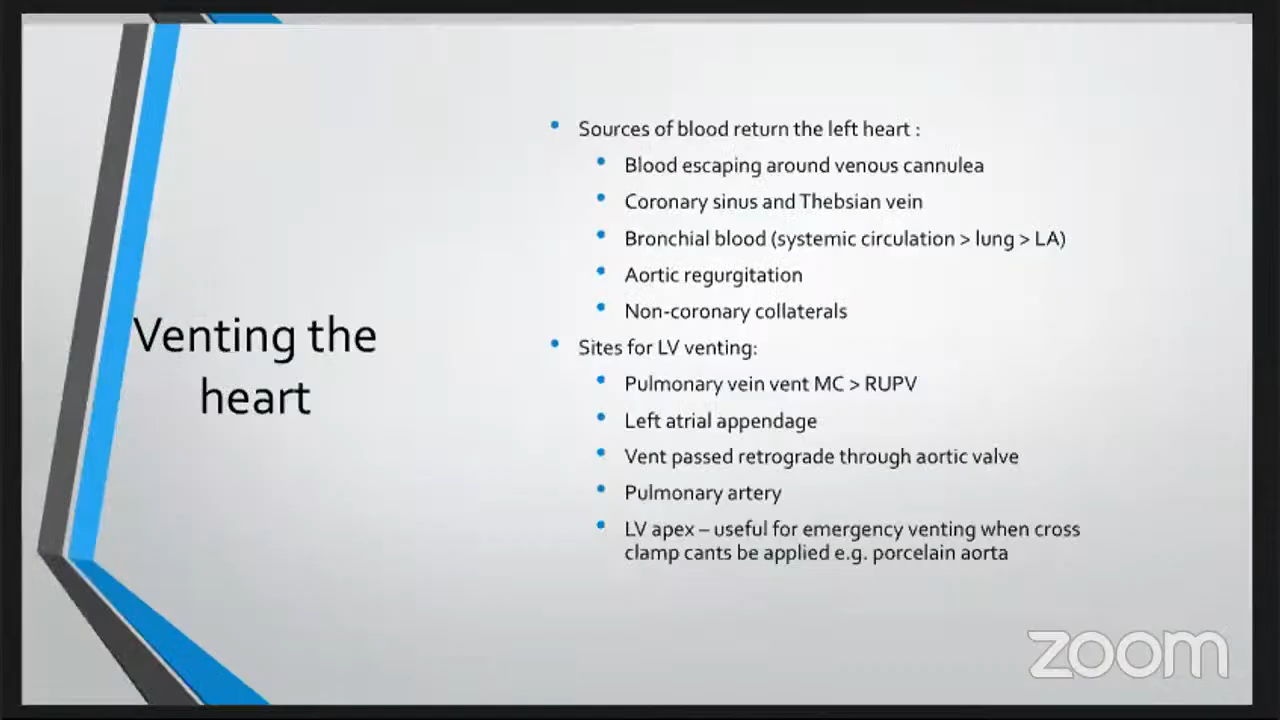 Venting the
heart
Sources of blood return the left heart :
Blood escaping around venous cannulea
Coronary sinus and Thebsian vein
Bronchial blood (systemic circulation > lung > LA)
Aortic regurgitation
Non-coronary collaterals
Sites for LV venting:
Pulmonary vein vent MC > RUPV
Left atrial appendage
Vent passed retrograde through aortic valve
Pulmonary artery
LV apex – useful for emergency venting when cross
clamp cants be applied e.g. porcelain aorta
zoom